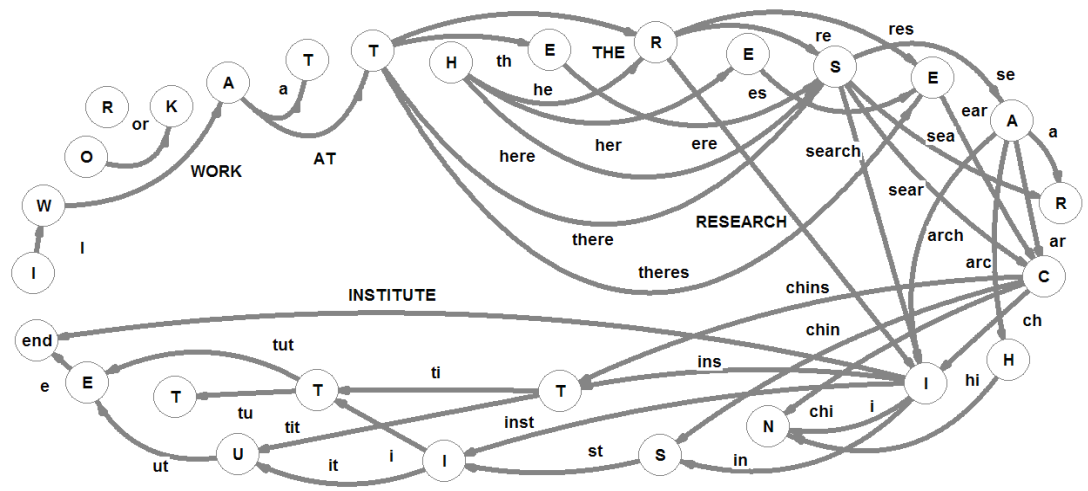 T
T
a
A
AT
R
K
or
O
WORK
W
I
I
H
th
E
THE
R
he
E
es
re
S
res
E
se
ear
A
a
here
her
ere
search
sea
sear
R
there
RESEARCH
arch
ar
theres
arc
C
chins
ch
INSTITUTE
chin
end
tut
ti
ins
hi
H
e
E
T
T
T
I
tu
tit
inst
chi
i
N
ut
U
it
i
I
st
S
in